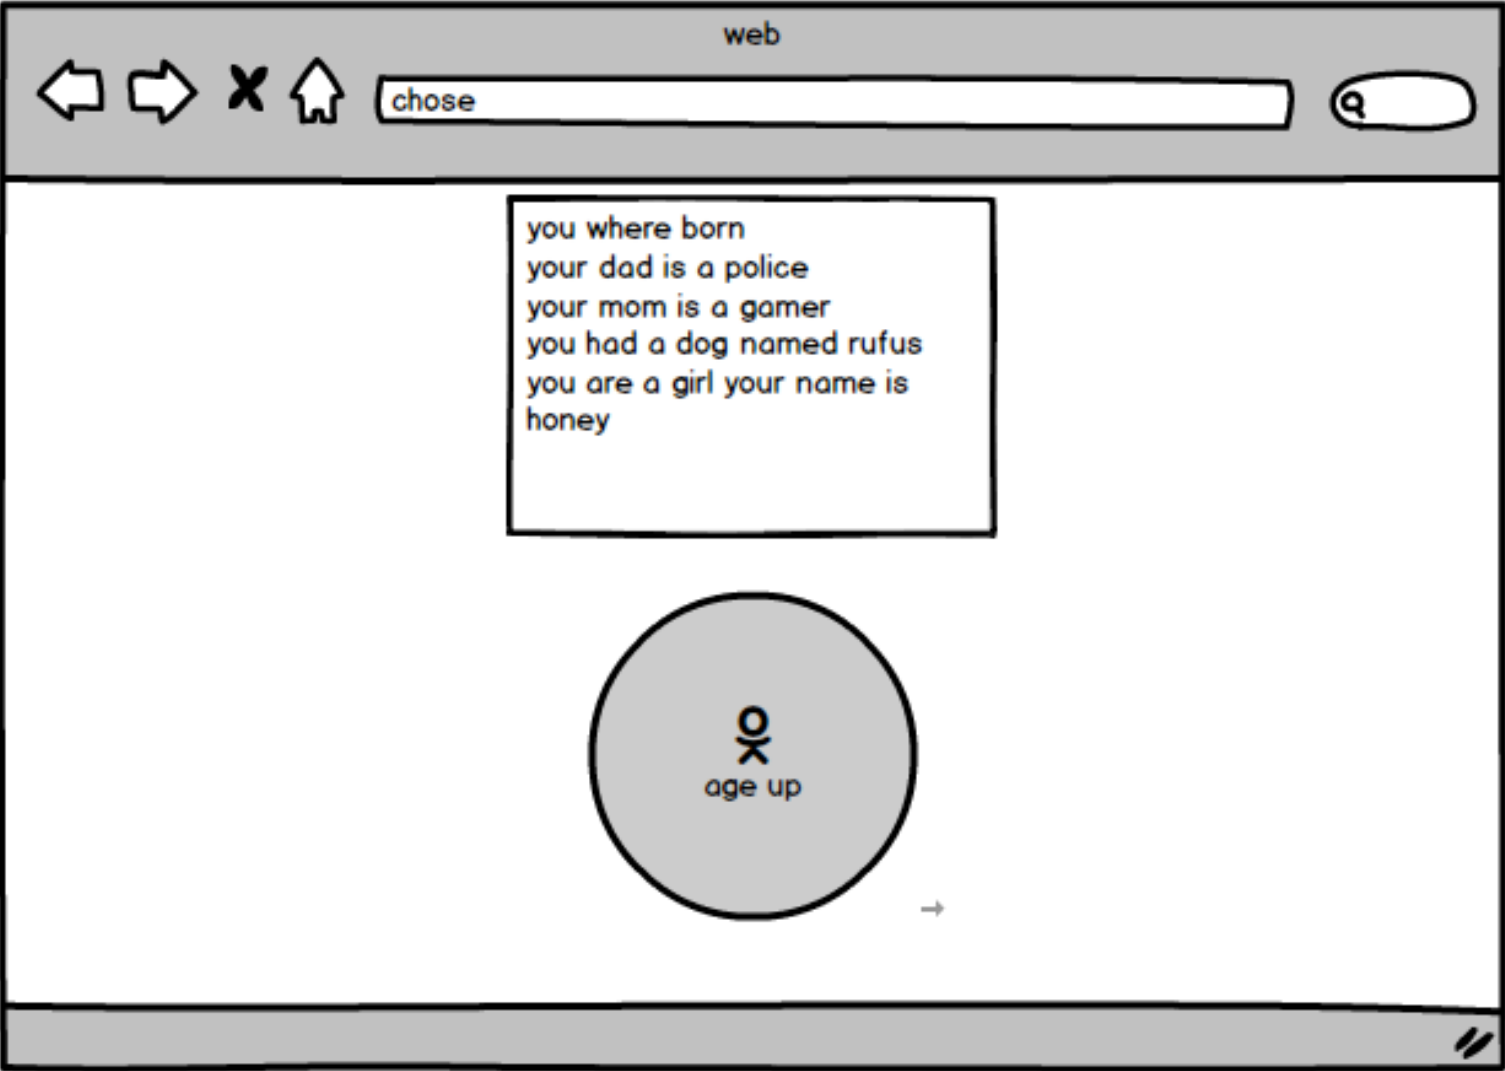 web
chose
you where born
your dad is a police
your mom is a gamer
you had a dog named rufus
you are a girl your name is
honey
age up